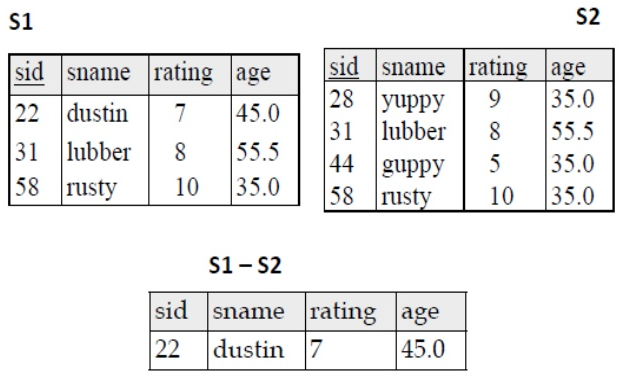 S1
sid sname rating age
22 dustin 7 45.0
31 lubber 8 55.5
58 rusty 10 35.0
S2
sid sname rating age
28 yuppy 9 35.0
31 lubber 8 55.5
44 guppy 5 35.0
58 rusty 10 35.0
S1 – S2
sid sname rating age
22 dustin 7 45.0